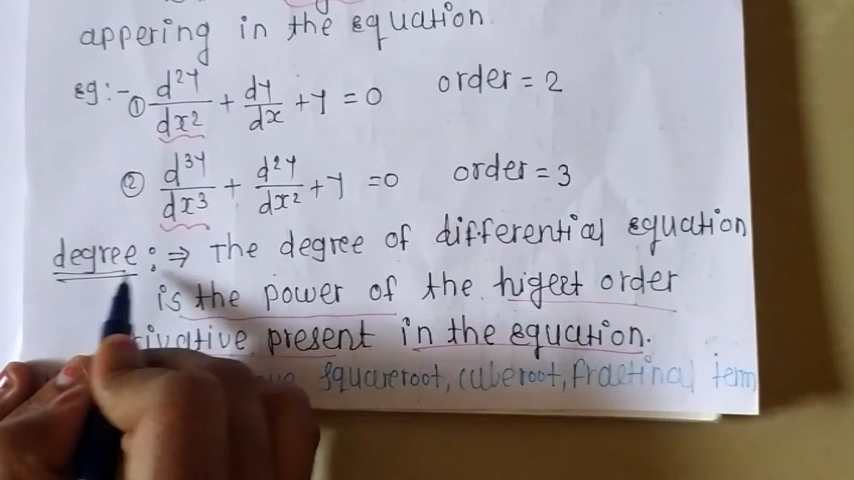 appering in the equation.
eg:- ① d²y/dx² + dy/dx + y = 0 order = 2
② d³y/dx³ + d²y/dx² + y = 0 order = 3
degree :⇒ The degree of differential equation
is the power of the higest order
ivative present in the equation.
squareroot, cuberoot, fractinal term